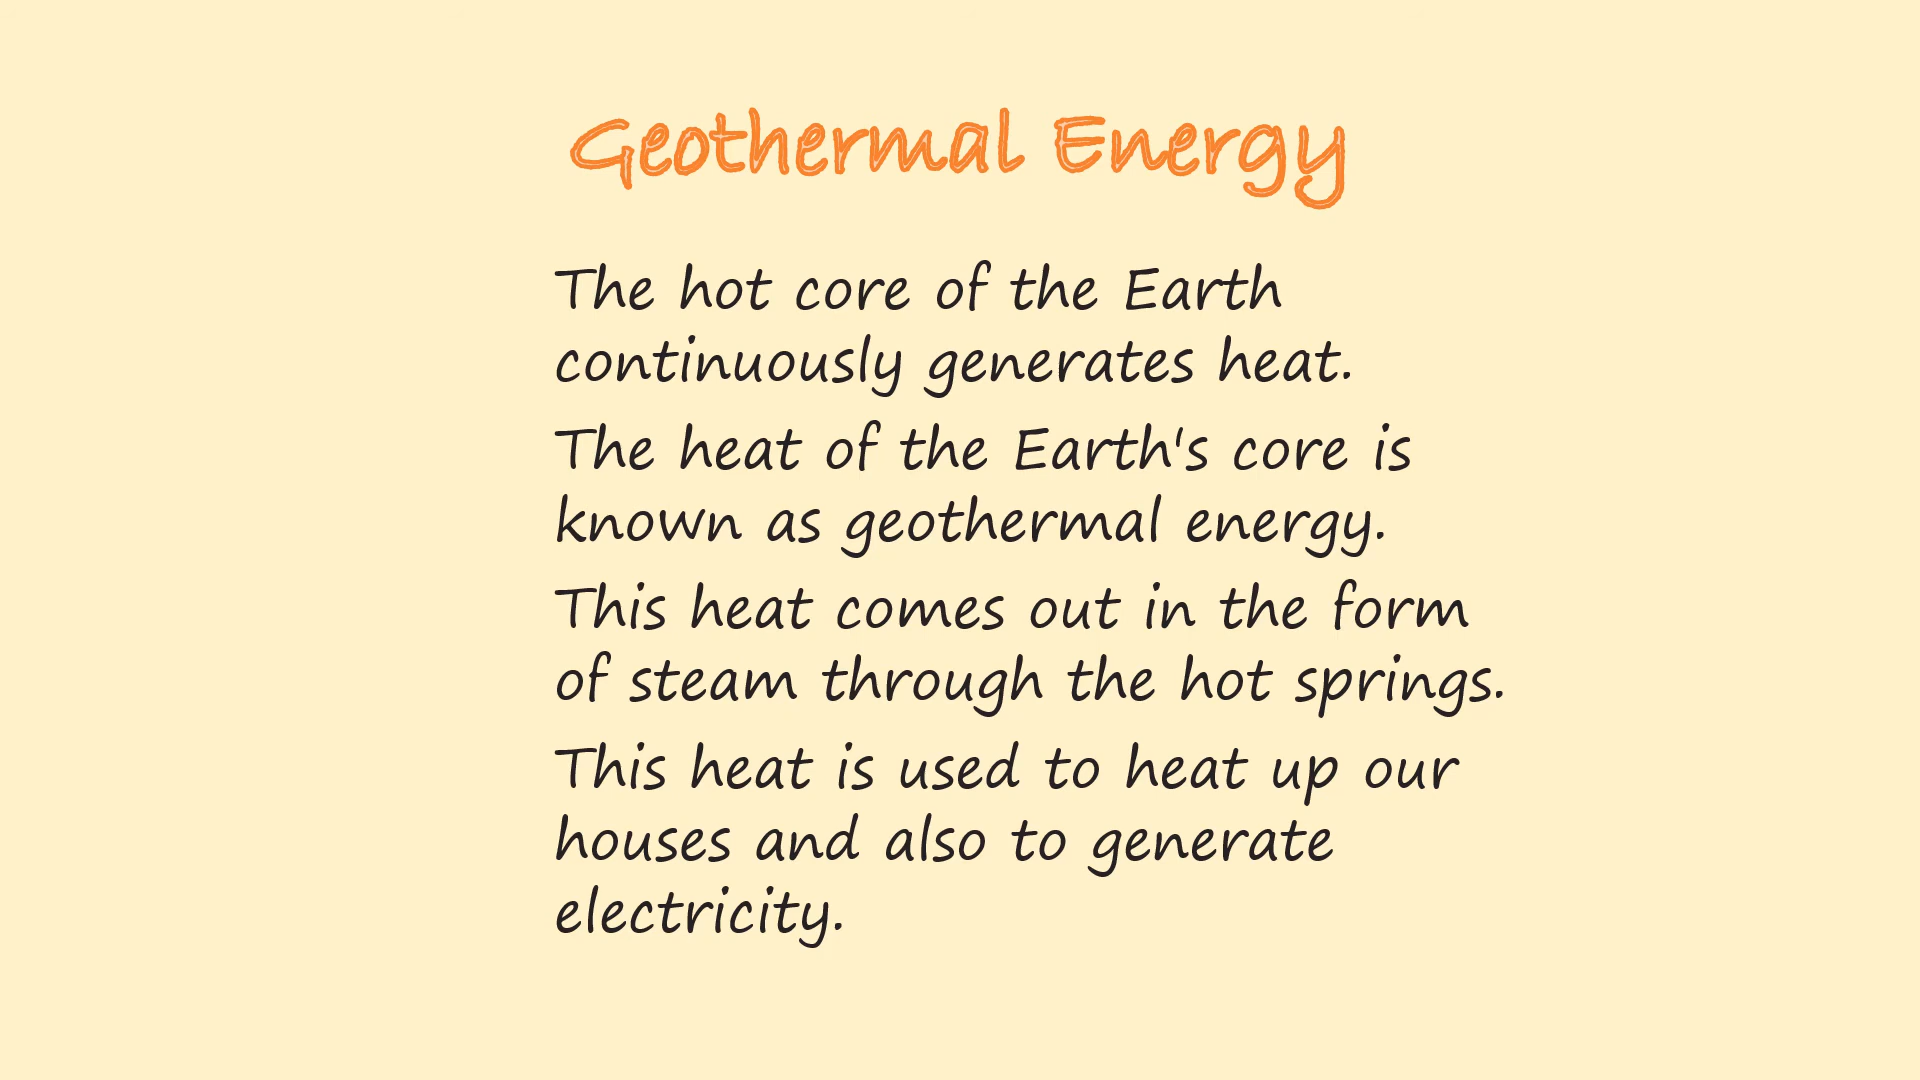 Geothermal Energy
The hot core of the Earth
continuously generates heat.
The heat of the Earth's core is
known as geothermal energy.
This heat comes out in the form
of steam through the hot springs.
This heat is used to heat up our
houses and also to generate
electricity.